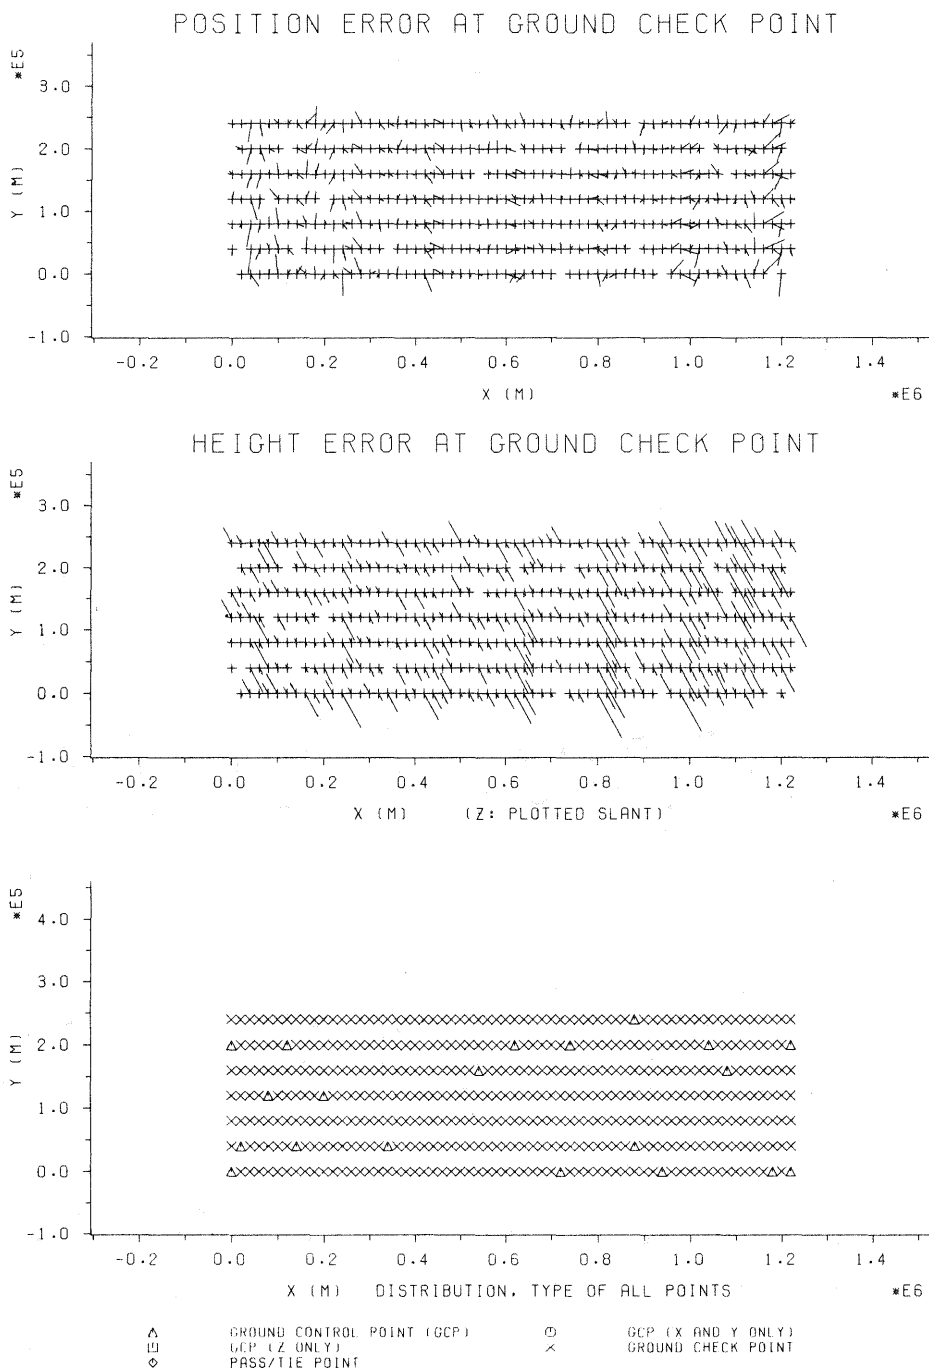 POSITION ERROR AT GROUND CHECK POINT
*E5
3.0
2.0
Y (M)
1.0
0.0
-1.0
-0.2 0.0 0.2 0.4 0.6 0.8 1.0 1.2 1.4
X (M) *E6
HEIGHT ERROR AT GROUND CHECK POINT
*E5
3.0
2.0
Y (M)
1.0
0.0
-1.0
-0.2 0.0 0.2 0.4 0.6 0.8 1.0 1.2 1.4
X (M) (Z: PLOTTED SLANT) *E6
*E5
4.0
3.0
2.0
Y (M)
1.0
0.0
-1.0
-0.2 0.0 0.2 0.4 0.6 0.8 1.0 1.2 1.4
X (M) DISTRIBUTION, TYPE OF ALL POINTS *E6
GROUND CONTROL POINT (GCP) GCP (X AND Y ONLY)
GCP (Z ONLY) GROUND CHECK POINT
PASS/TIE POINT